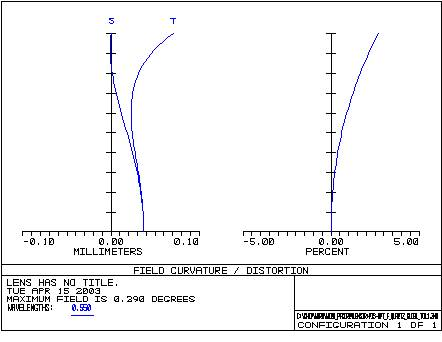 S T
-0.10 0.00 0.10
MILLIMETERS
-5.00 0.00 5.00
PERCENT
FIELD CURVATURE / DISTORTION
LENS HAS NO TITLE.
TUE APR 15 2003
MAXIMUM FIELD IS 0.290 DEGREES
WAVELENGTHS: 0.550
CONFIGURATION 1 OF 1